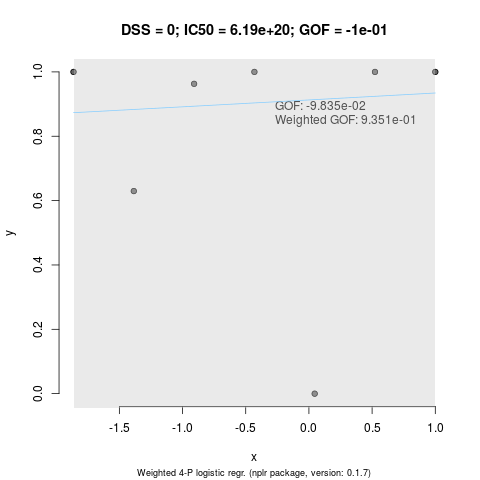 DSS = 0; IC50 = 6.19e+20; GOF = -1e-01
GOF: -9.835e-02
Weighted GOF: 9.351e-01
y
1.0
0.8
0.6
0.4
0.2
0.0
-1.5 -1.0 -0.5 0.0 0.5 1.0
x
Weighted 4-P logistic regr. (nplr package, version: 0.1.7)